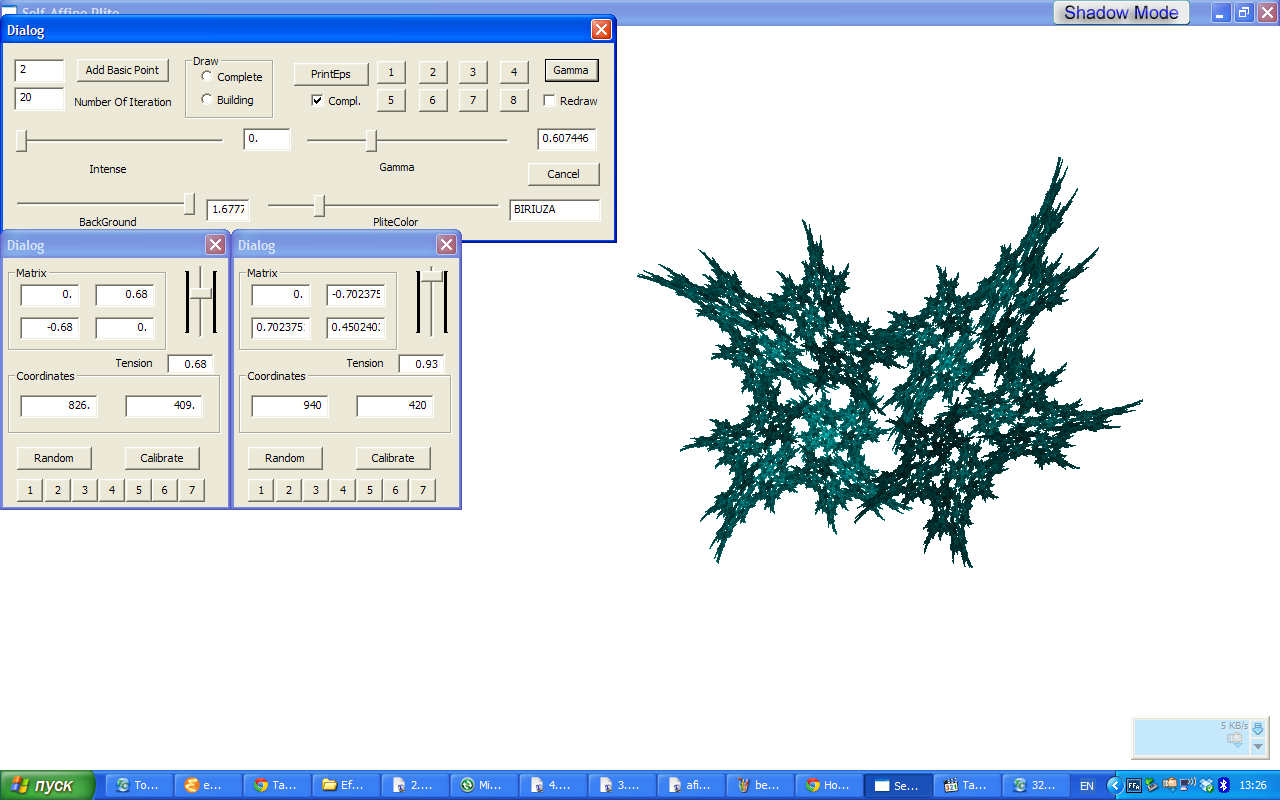 Self-Affine Plite
Shadow Mode
Dialog
2
Add Basic Point
Draw
Complete
PrintEps
1 2 3 4
Gamma
20
Number Of Iteration
Building
Compl.
5 6 7 8
Redraw
0.
0.607446
Intense
Gamma
Cancel
1.6777
BIRIUZA
BackGround
PliteColor
Dialog
Matrix
0. 0.68
-0.68 0.
Tension 0.68
Coordinates
826. 409.
Random Calibrate
1 2 3 4 5 6 7
Dialog
Matrix
0. -0.702375
0.702375 0.450240
Tension 0.93
Coordinates
940 420
Random Calibrate
1 2 3 4 5 6 7
5 KB/s
пуск To... e... Ta... Ef... 2.... Mi... 4.... 3.... afi... be... Ho... Se... Ta... 32... EN 13:26